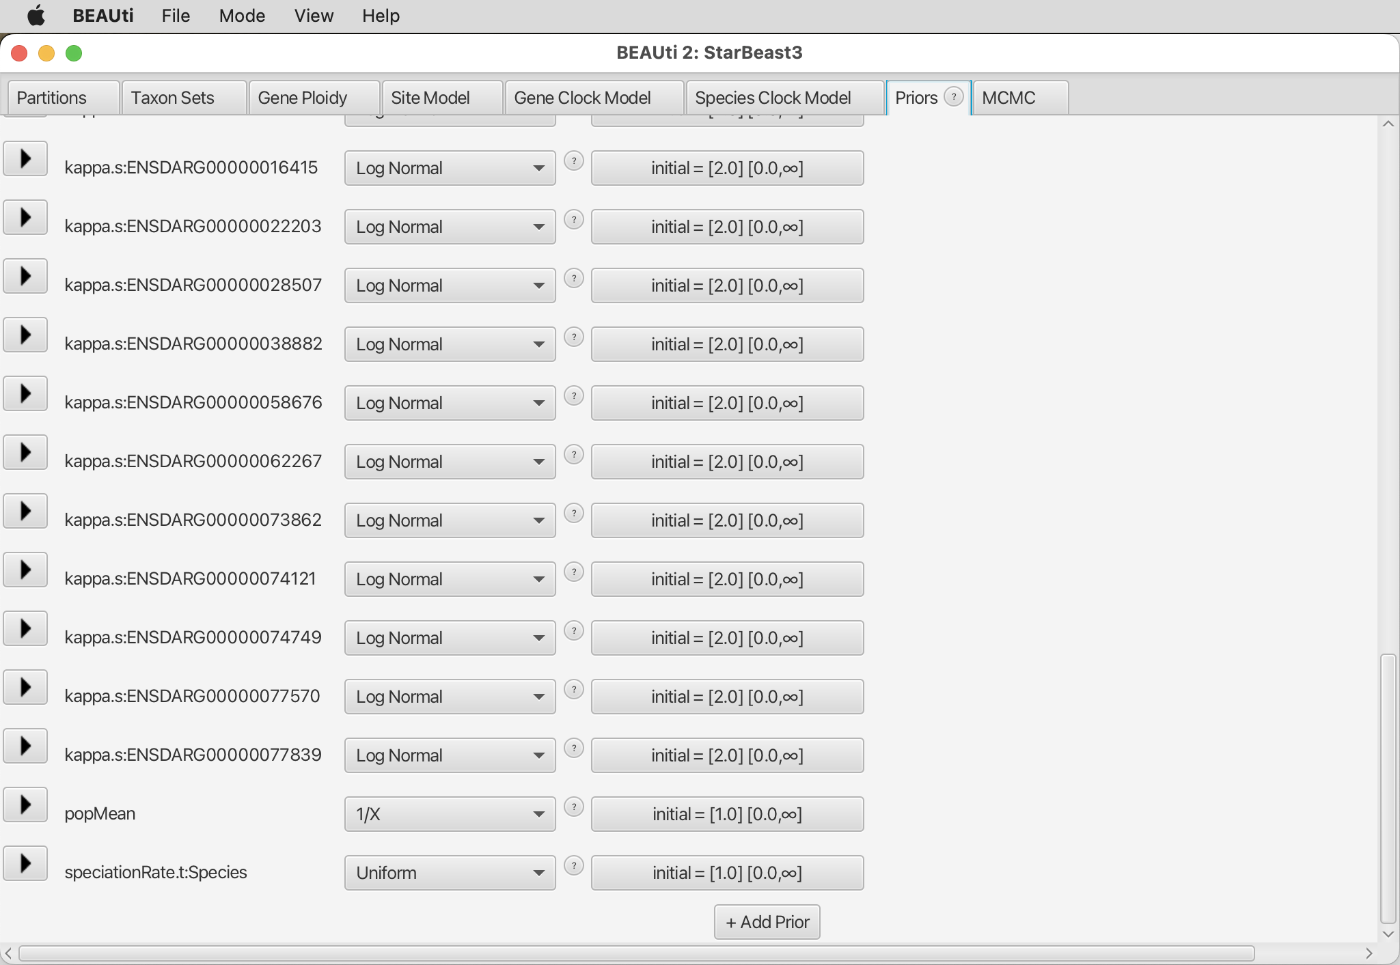 BEAUti File Mode View Help
BEAUti 2: StarBeast3
Partitions Taxon Sets Gene Ploidy Site Model Gene Clock Model Species Clock Model Priors ? MCMC
kappa.s:ENSDARG00000016415 Log Normal ? initial = [2.0] [0.0,∞]
kappa.s:ENSDARG00000022203 Log Normal ? initial = [2.0] [0.0,∞]
kappa.s:ENSDARG00000028507 Log Normal ? initial = [2.0] [0.0,∞]
kappa.s:ENSDARG00000038882 Log Normal ? initial = [2.0] [0.0,∞]
kappa.s:ENSDARG00000058676 Log Normal ? initial = [2.0] [0.0,∞]
kappa.s:ENSDARG00000062267 Log Normal ? initial = [2.0] [0.0,∞]
kappa.s:ENSDARG00000073862 Log Normal ? initial = [2.0] [0.0,∞]
kappa.s:ENSDARG00000074121 Log Normal ? initial = [2.0] [0.0,∞]
kappa.s:ENSDARG00000074749 Log Normal ? initial = [2.0] [0.0,∞]
kappa.s:ENSDARG00000077570 Log Normal ? initial = [2.0] [0.0,∞]
kappa.s:ENSDARG00000077839 Log Normal ? initial = [2.0] [0.0,∞]
popMean 1/X ? initial = [1.0] [0.0,∞]
speciationRate.t:Species Uniform ? initial = [1.0] [0.0,∞]
+ Add Prior